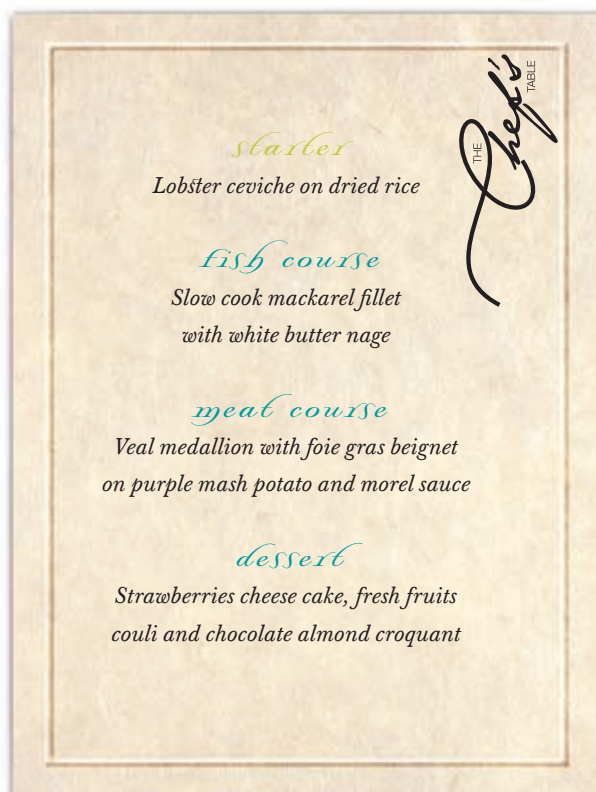 THE
Chef's
TABLE
starter
Lobster ceviche on dried rice
fish course
Slow cook mackarel fillet
with white butter nage
meat course
Veal medallion with foie gras beignet
on purple mash potato and morel sauce
dessert
Strawberries cheese cake, fresh fruits
couli and chocolate almond croquant